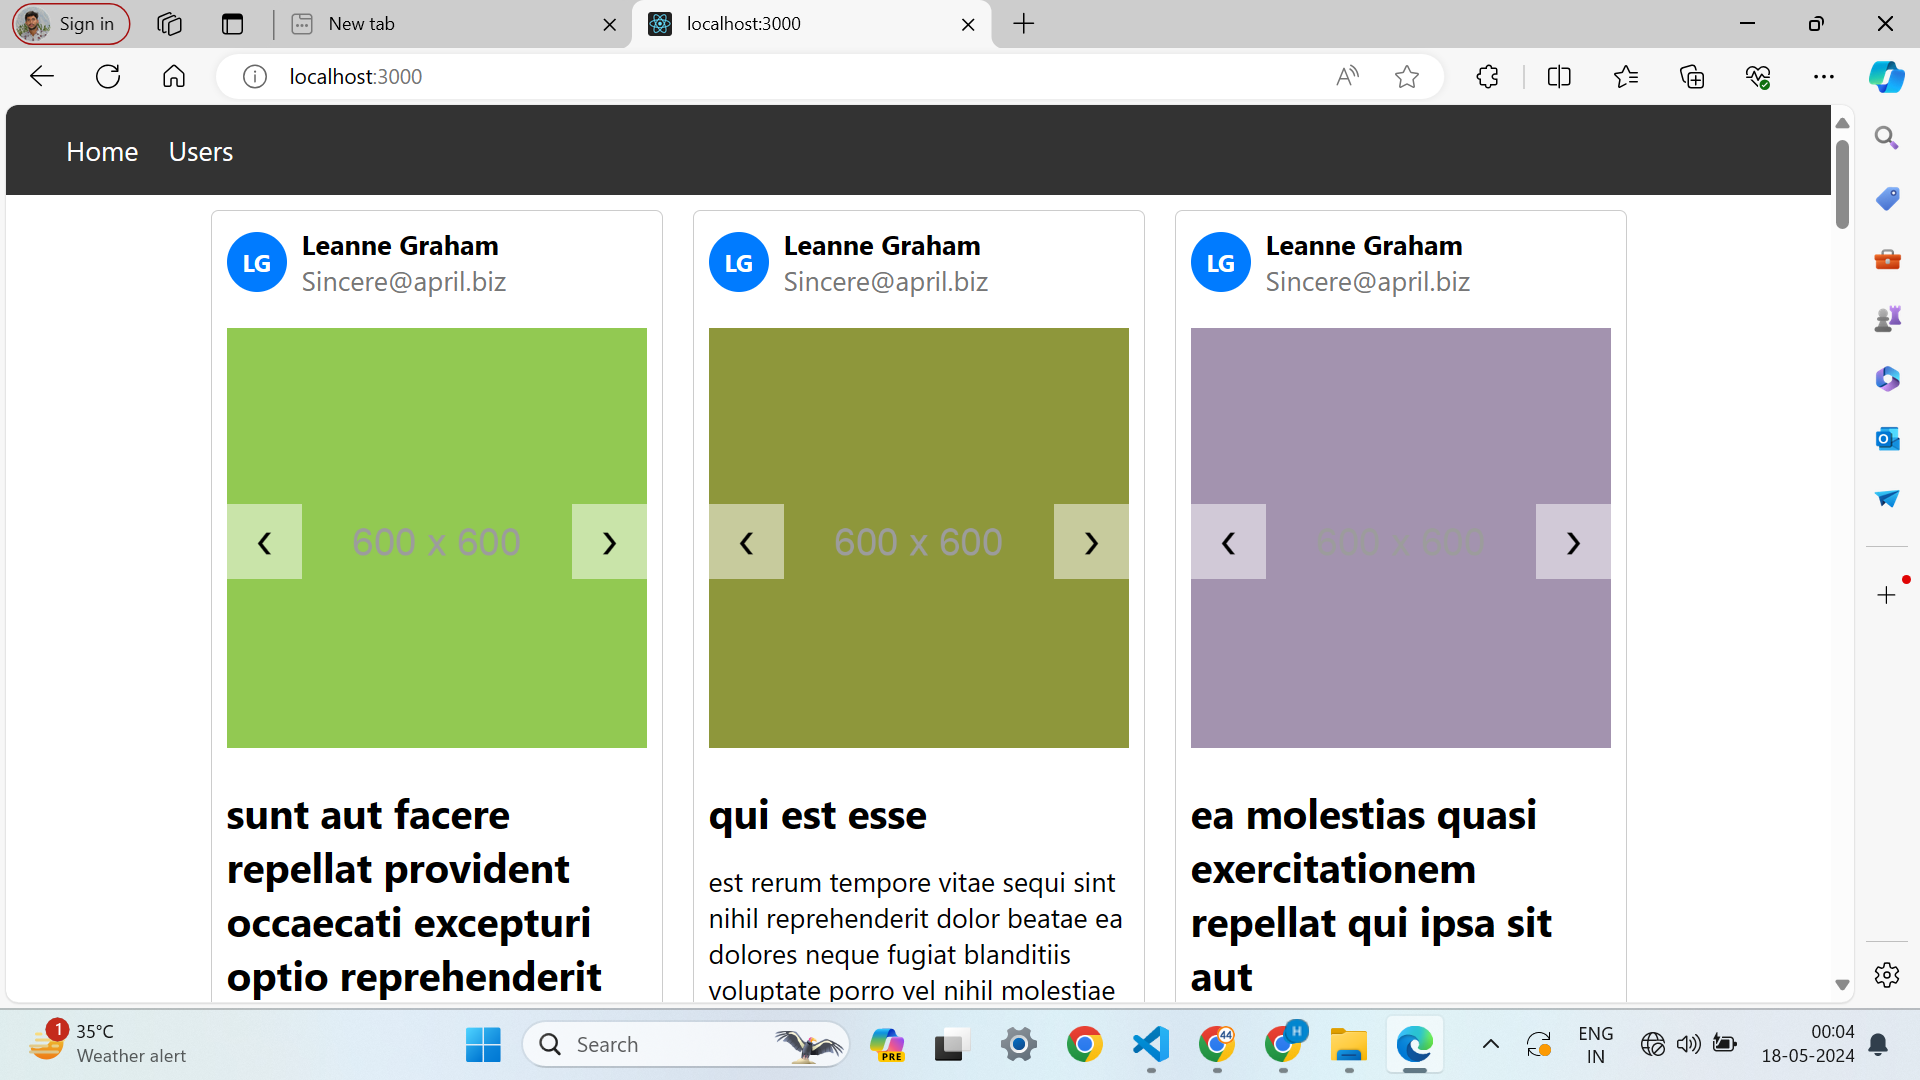 Sign in
New tab
localhost:3000
localhost:3000
Home Users
LG
Leanne Graham
Sincere@april.biz
600 x 600
sunt aut facere
repellat provident
occaecati excepturi
optio reprehenderit
LG
Leanne Graham
Sincere@april.biz
600 x 600
qui est esse
est rerum tempore vitae sequi sint
nihil reprehenderit dolor beatae ea
dolores neque fugiat blanditiis
voluptate porro vel nihil molestiae
LG
Leanne Graham
Sincere@april.biz
600 x 600
ea molestias quasi
exercitationem
repellat qui ipsa sit
aut
1
35°C
Weather alert
Search
PRE
44
H
ENG
IN
00:04
18-05-2024